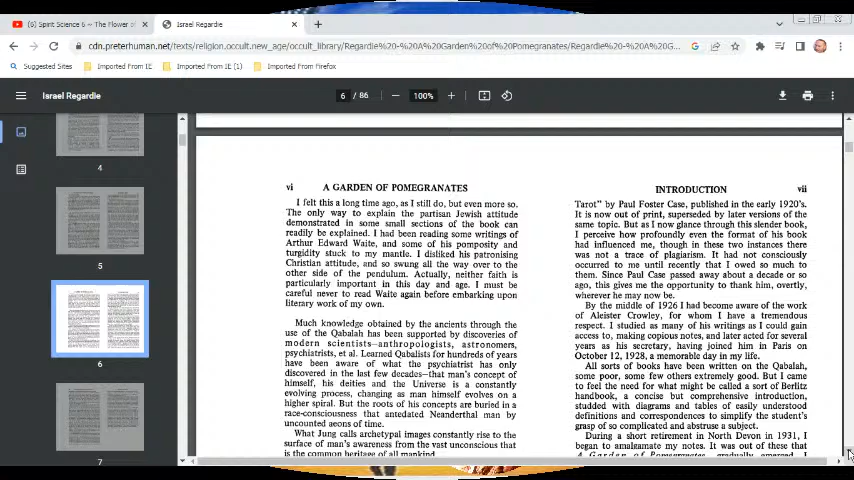 (6) Spirit Science 6 ~ The Flower of
Israel Regardie
cdn.preterhuman.net/texts/religion.occult.new_age/occult_library/Regardie%20-%20A%20Garden%20of%20Pomegranates/Regardie%20-%20A%20G...
Suggested Sites
Imported From IE
Imported From IE (1)
Imported From Firefox
Israel Regardie
6 / 86
100%
4
5
6
7
vi A GARDEN OF POMEGRANATES
I felt this a long time ago, as I still do, but even more so.
The only way to explain the partisan Jewish attitude
demonstrated in some small sections of the book can
readily be explained. I had been reading some writings of
Arthur Edward Waite, and some of his pomposity and
turgidity stuck to my mantle. I disliked his patronising
Christian attitude, and so swung all the way over to the
other side of the pendulum. Actually, neither faith is
particularly important in this day and age. I must be
careful never to read Waite again before embarking upon
literary work of my own.
Much knowledge obtained by the ancients through the
use of the Qabalah has been supported by discoveries of
modern scientists—anthropologists, astronomers,
psychiatrists, et al. Learned Qabalists for hundreds of years
have been aware of what the psychiatrist has only
discovered in the last few decades—that man's concept of
himself, his deities and the Universe is a constantly
evolving process, changing as man himself evolves on a
higher spiral. But the roots of his concepts are buried in a
race-consciousness that antedated Neanderthal man by
uncounted aeons of time.
What Jung calls archetypal images constantly rise to the
surface of man's awareness from the vast unconscious that
is the common heritage of all mankind.
INTRODUCTION vii
Tarot" by Paul Foster Case, published in the early 1920's.
It is now out of print, superseded by later versions of the
same topic. But as I now glance through this slender book,
I perceive how profoundly even the format of his book
had influenced me, though in these two instances there
was not a trace of plagiarism. It had not consciously
occurred to me until recently that I owed so much to
them. Since Paul Case passed away about a decade or so
ago, this gives me the opportunity to thank him, overtly,
wherever he may now be.
By the middle of 1926 I had become aware of the work
of Aleister Crowley, for whom I have a tremendous
respect. I studied as many of his writings as I could gain
access to, making copious notes, and later acted for several
years as his secretary, having joined him in Paris on
October 12, 1928, a memorable day in my life.
All sorts of books have been written on the Qabalah,
some poor, some few others extremely good. But I came
to feel the need for what might be called a sort of Berlitz
handbook, a concise but comprehensive introduction,
studded with diagrams and tables of easily understood
definitions and correspondences to simplify the student's
grasp of so complicated and abstruse a subject.
During a short retirement in North Devon in 1931, I
began to amalgamate my notes. It was out of these that
A Garden of Pomegranates gradually emerged. I